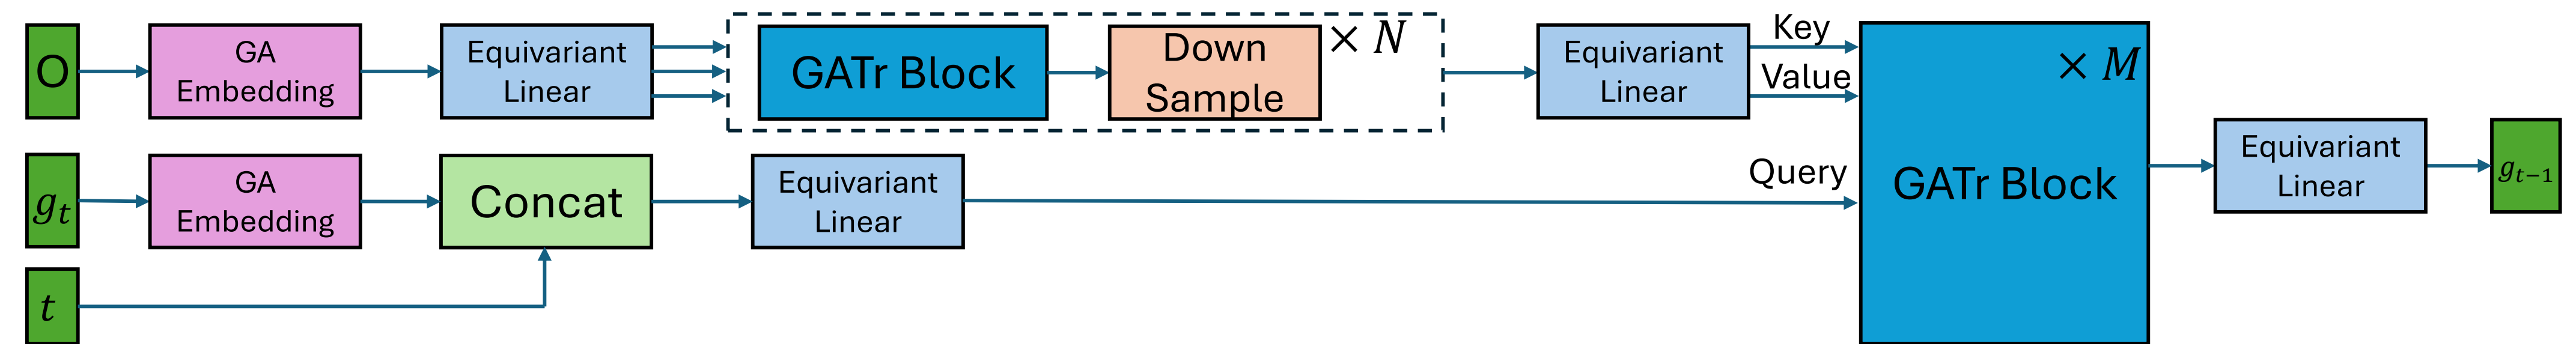 O
GA
Embedding
Equivariant
Linear
GATr Block
Down
Sample
× N
Equivariant
Linear
Key
Value
Query
× M
GATr Block
Equivariant
Linear
g_{t−1}
g_t
GA
Embedding
Concat
Equivariant
Linear
t